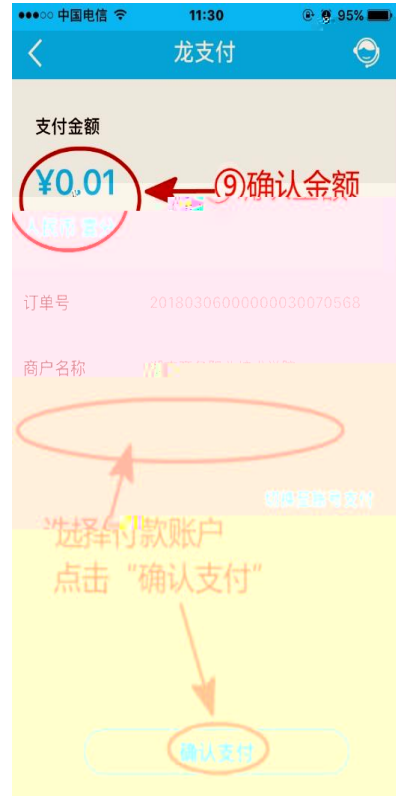 中国电信 11:30 95%
龙支付
支付金额
¥0.01
⑨确认金额
订单号 20180306000000030070568
商户名称
选择付款账户
点击“确认支付”
确认支付